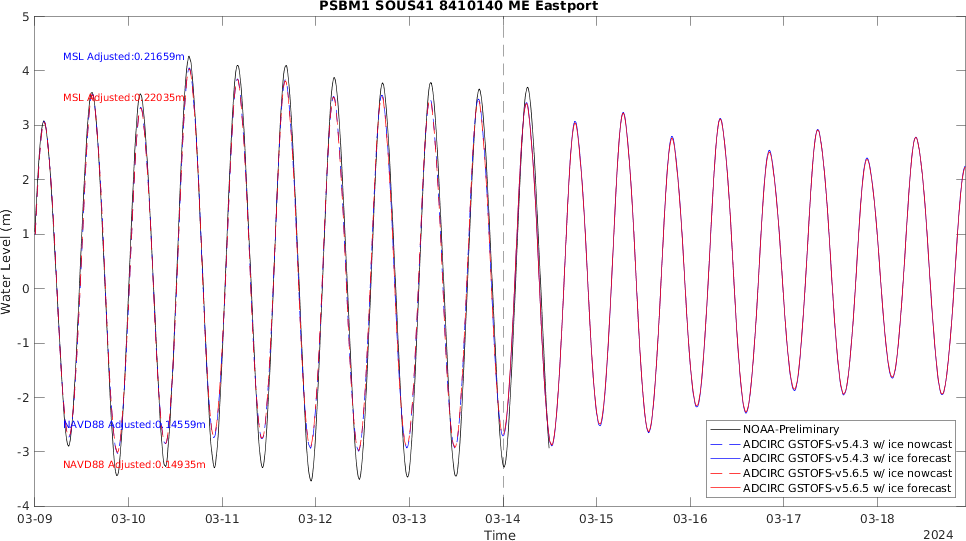 PSBM1 SOUS41 8410140 ME Eastport
5
4
3
2
1
0
-1
-2
-3
-4
Water Level (m)
MSL Adjusted:0.21659m
MSL Adjusted:0.22035m
NAVD88 Adjusted:0.14559m
NAVD88 Adjusted:0.14935m
NOAA-Preliminary
ADCIRC GSTOFS-v5.4.3 w/ ice nowcast
ADCIRC GSTOFS-v5.4.3 w/ ice forecast
ADCIRC GSTOFS-v5.6.5 w/ ice nowcast
ADCIRC GSTOFS-v5.6.5 w/ ice forecast
03-09 03-10 03-11 03-12 03-13 03-14 03-15 03-16 03-17 03-18
Time
2024